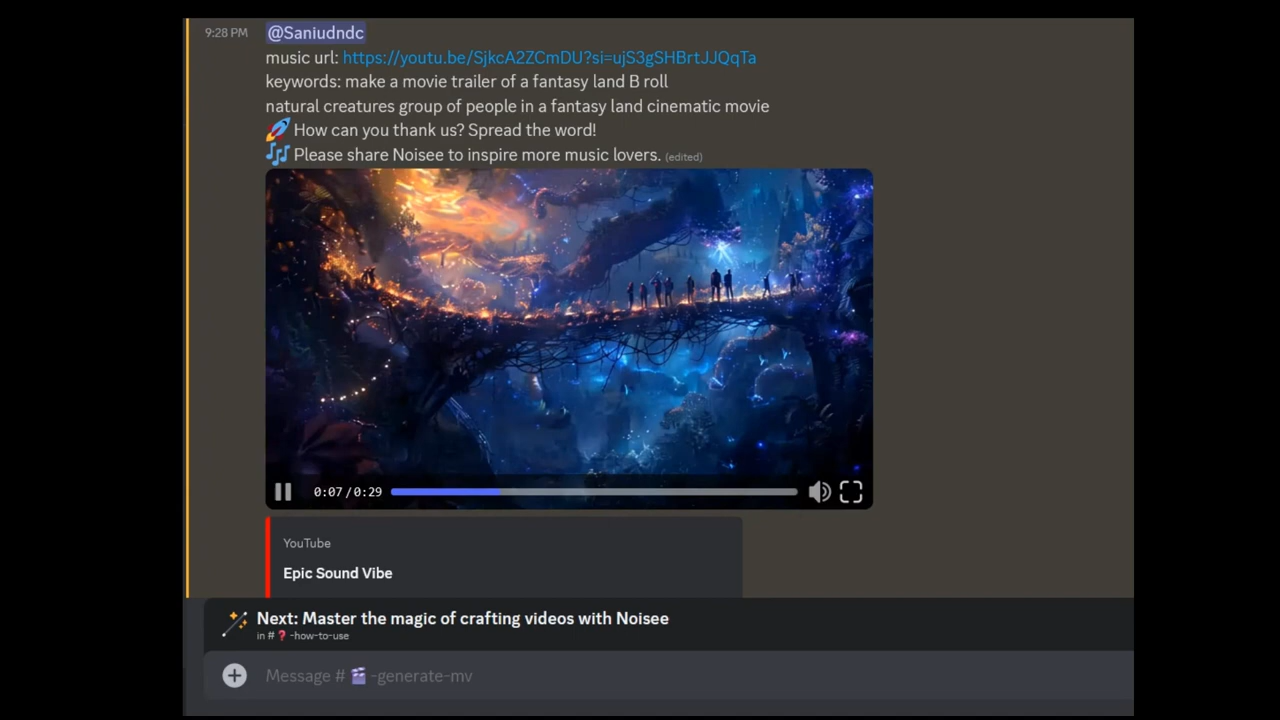 9:28 PM @Saniudndc
music url: https://youtu.be/SjkcA2ZCmDU?si=ujS3gSHBrtJJQqTa
keywords: make a movie trailer of a fantasy land B roll
natural creatures group of people in a fantasy land cinematic movie
🚀 How can you thank us? Spread the word!
🎶 Please share Noisee to inspire more music lovers. (edited)
0:07/0:29
YouTube
Epic Sound Vibe
Next: Master the magic of crafting videos with Noisee
in # ❓ -how-to-use
Message # 🎬 -generate-mv